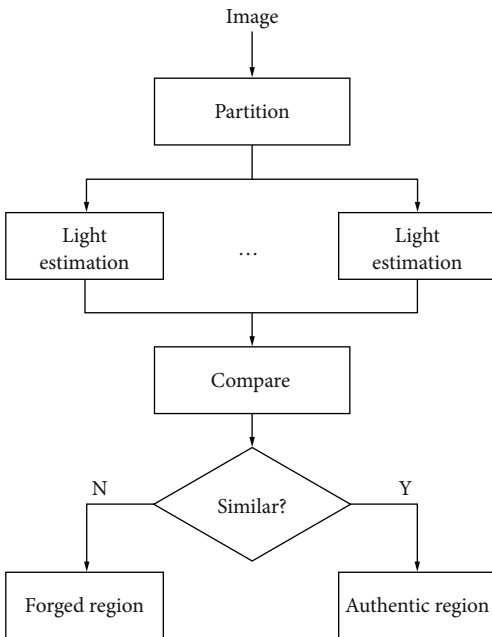 Image
Partition
Light
estimation
...
Light
estimation
Compare
Similar?
N
Y
Forged region
Authentic region